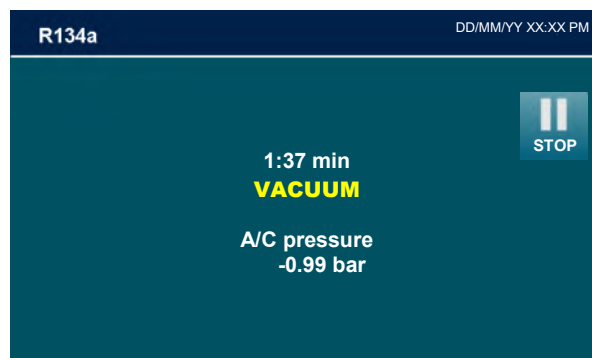 R134a
DD/MM/YY XX:XX PM
STOP
1:37 min
VACUUM
A/C pressure
-0.99 bar